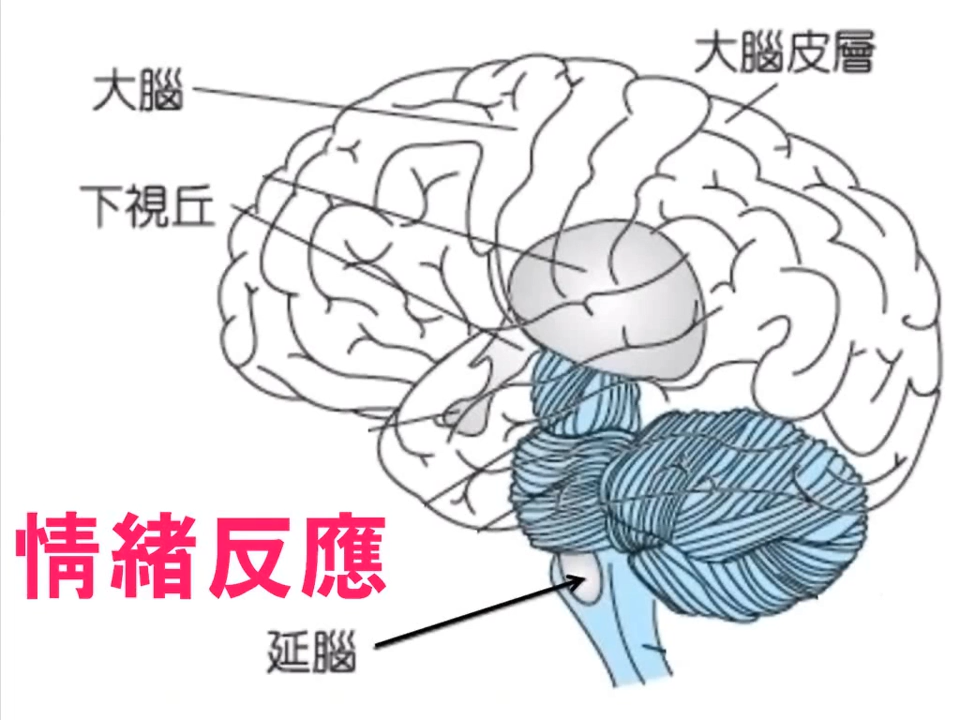 大腦皮層
大腦
下視丘
情緒反應
延腦